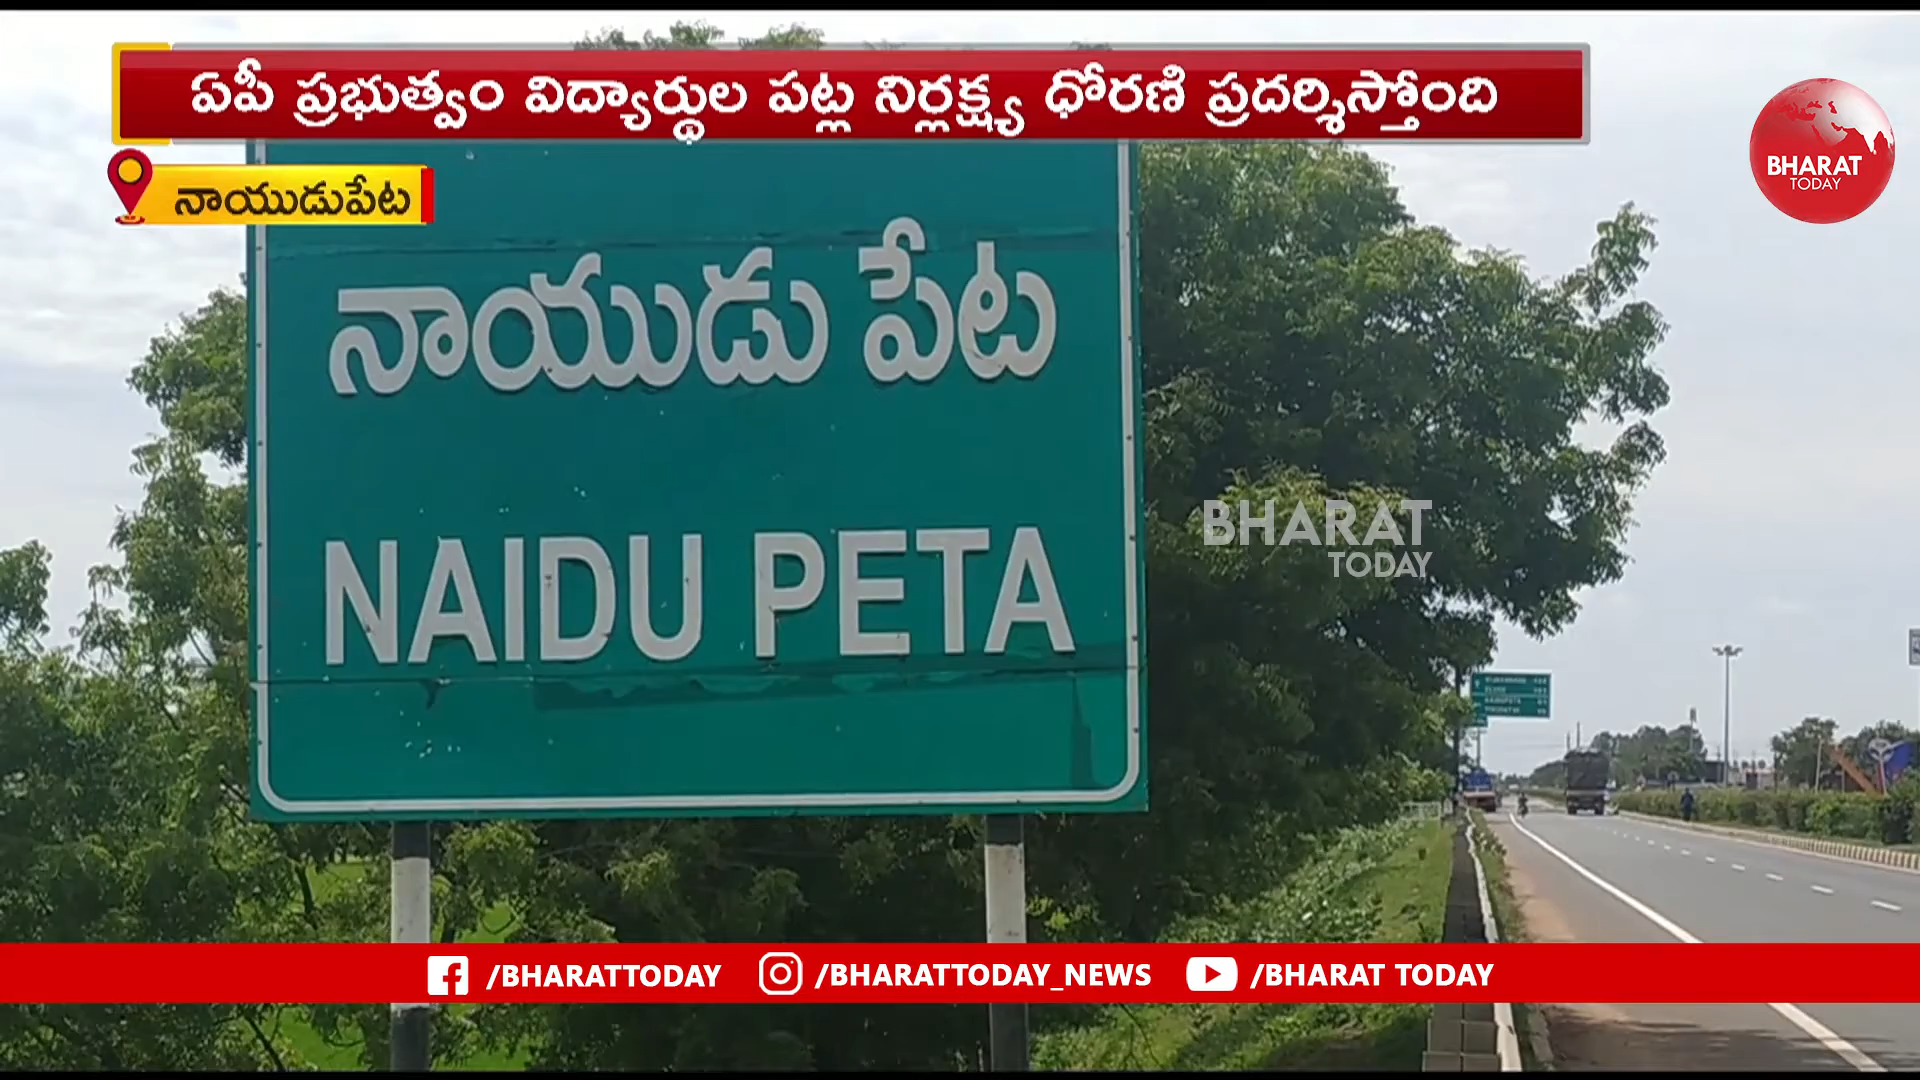 ఏపీ ప్రభుత్వం విద్యార్థుల పట్ల నిర్లక్ష్య ధోరణి ప్రదర్శిస్తోంది
నాయుడుపేట
BHARAT
TODAY
నాయుడు పేట
NAIDU PETA
BHARAT
TODAY
/BHARATTODAY /BHARATTODAY_NEWS /BHARAT TODAY